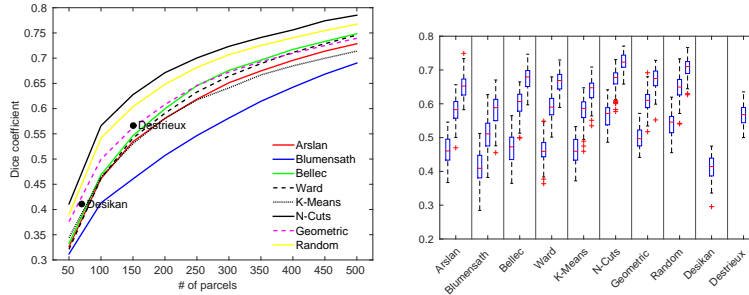 Dice coefficient
0.8
0.75
0.7
0.65
0.6
0.55
0.5
0.45
0.4
0.35
0.3
Destrieux
Desikan
Arslan
Blumensath
Bellec
Ward
K-Means
N-Cuts
Geometric
Random
50 100 150 200 250 300 350 400 450 500
# of parcels
0.8
0.7
0.6
0.5
0.4
0.3
0.2
Arslan
Blumensath
Bellec
Ward
K-Means
N-Cuts
Geometric
Random
Desikan
Destrieux